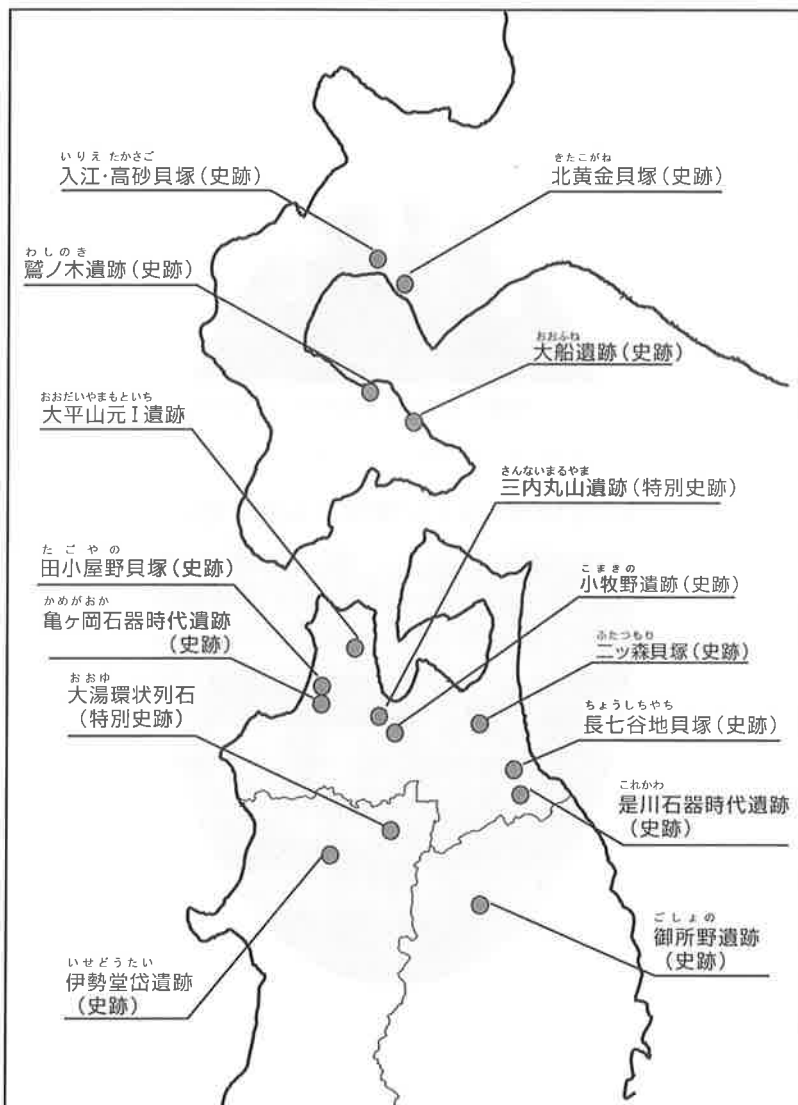 いりえ たかさご
入江・高砂貝塚(史跡)
きたこがね
北黄金貝塚(史跡)
わしのき
鷲ノ木遺跡(史跡)
おおふね
大船遺跡(史跡)
おおだいやまもといち
大平山元Ⅰ遺跡
さんないまるやま
三内丸山遺跡(特別史跡)
たごやの
田小屋野貝塚(史跡)
こまきの
小牧野遺跡(史跡)
かめがおか
亀ヶ岡石器時代遺跡
(史跡)
ふたつもり
二ッ森貝塚(史跡)
おおゆ
大湯環状列石
(特別史跡)
ちょうしちやち
長七谷地貝塚(史跡)
これかわ
是川石器時代遺跡
(史跡)
ごしょの
御所野遺跡
(史跡)
いせどうたい
伊勢堂岱遺跡
(史跡)